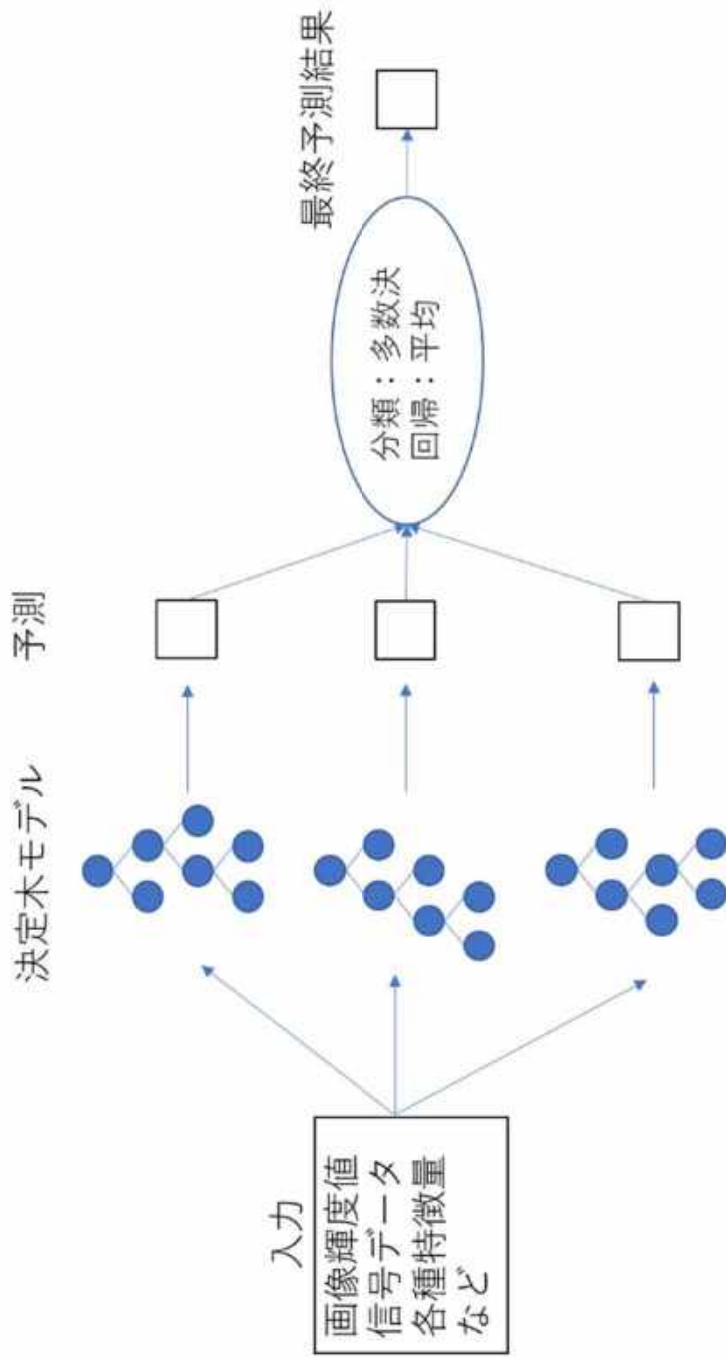 入力
画像輝度値
信号データ
各種特徴量
など
決定木モデル
予測
分類：多数決
回帰：平均
最終予測結果